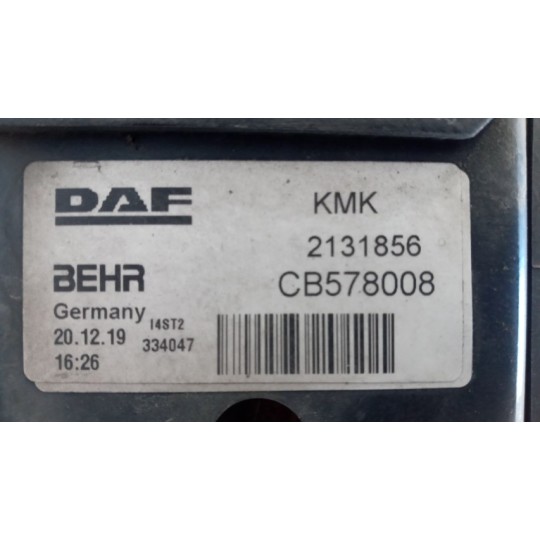 DAF
KMK
2131856
BEHR
CB578008
Germany
14ST2
20.12.19
334047
16:26